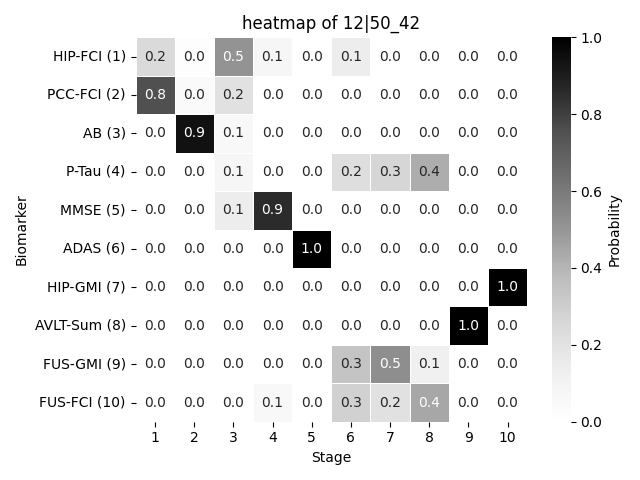 heatmap of 12|50_42
HIP-FCI (1) 0.2 0.0 0.5 0.1 0.0 0.1 0.0 0.0 0.0 0.0
PCC-FCI (2) 0.8 0.0 0.2 0.0 0.0 0.0 0.0 0.0 0.0 0.0
AB (3) 0.0 0.9 0.1 0.0 0.0 0.0 0.0 0.0 0.0 0.0
P-Tau (4) 0.0 0.0 0.1 0.0 0.0 0.2 0.3 0.4 0.0 0.0
MMSE (5) 0.0 0.0 0.1 0.9 0.0 0.0 0.0 0.0 0.0 0.0
ADAS (6) 0.0 0.0 0.0 0.0 1.0 0.0 0.0 0.0 0.0 0.0
HIP-GMI (7) 0.0 0.0 0.0 0.0 0.0 0.0 0.0 0.0 0.0 1.0
AVLT-Sum (8) 0.0 0.0 0.0 0.0 0.0 0.0 0.0 0.0 1.0 0.0
FUS-GMI (9) 0.0 0.0 0.0 0.0 0.0 0.3 0.5 0.1 0.0 0.0
FUS-FCI (10) 0.0 0.0 0.0 0.1 0.0 0.3 0.2 0.4 0.0 0.0
1 2 3 4 5 6 7 8 9 10
Stage
Biomarker
1.0
0.8
0.6
0.4
0.2
0.0
Probability